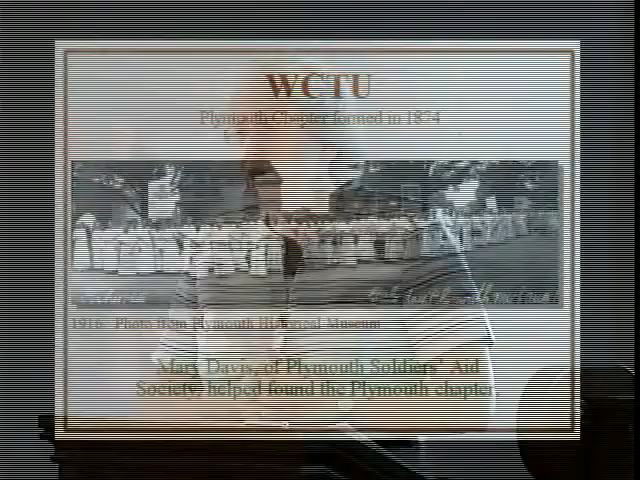 WCTU
Plymouth Chapter formed in 1874
1916. Photo from Plymouth Historical Museum
Mary Davis, of Plymouth Soldiers' Aid
Society, helped found the Plymouth chapter.